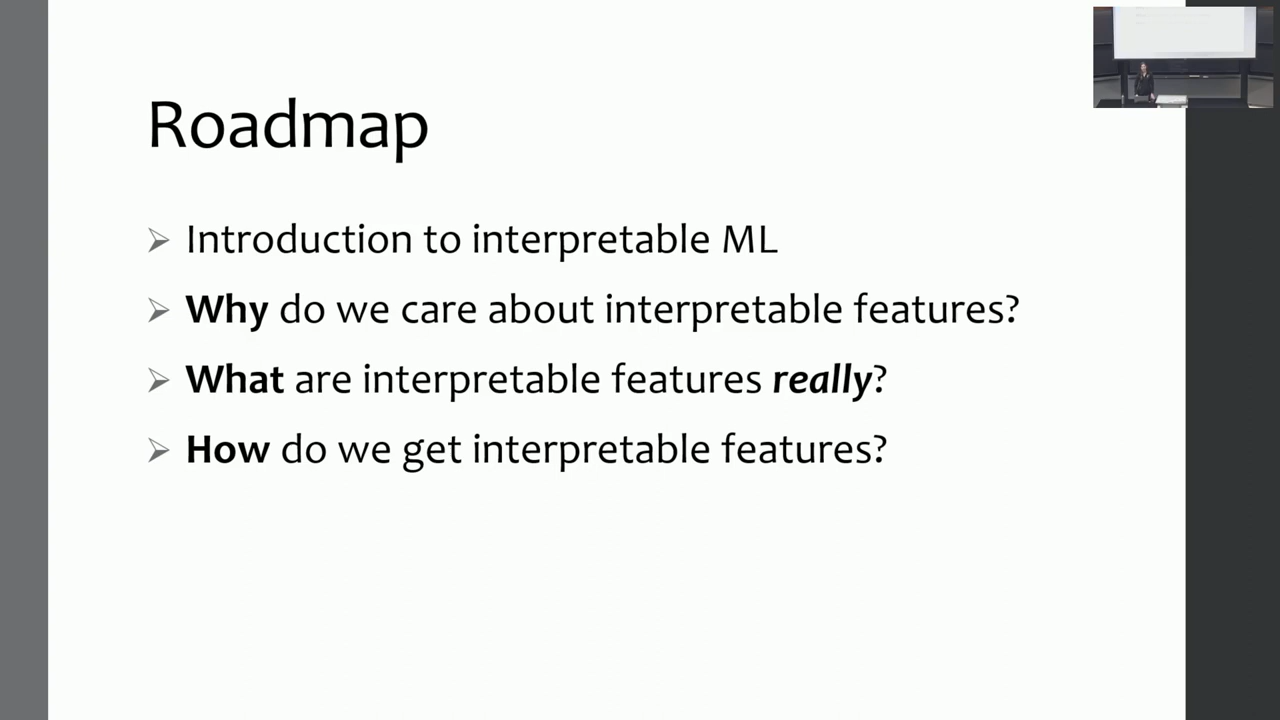 Roadmap
Introduction to interpretable ML
Why do we care about interpretable features?
What are interpretable features really?
How do we get interpretable features?